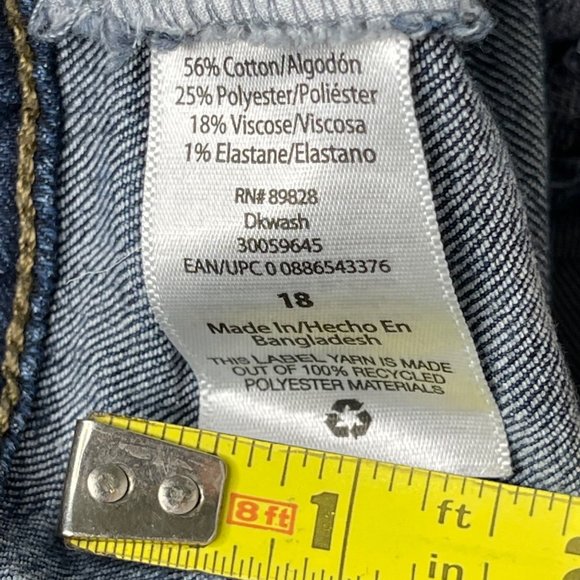 56% Cotton/Algodón
25% Polyester/Poliéster
18% Viscose/Viscosa
1% Elastane/Elastano
RN# 89828
Dkwash
30059645
EAN/UPC 0 0886543376
18
Made In/Hecho En
Bangladesh
THIS LABEL YARN IS MADE
OUT OF 100% RECYCLED
POLYESTER MATERIALS
8 ft 1 ft
in 2